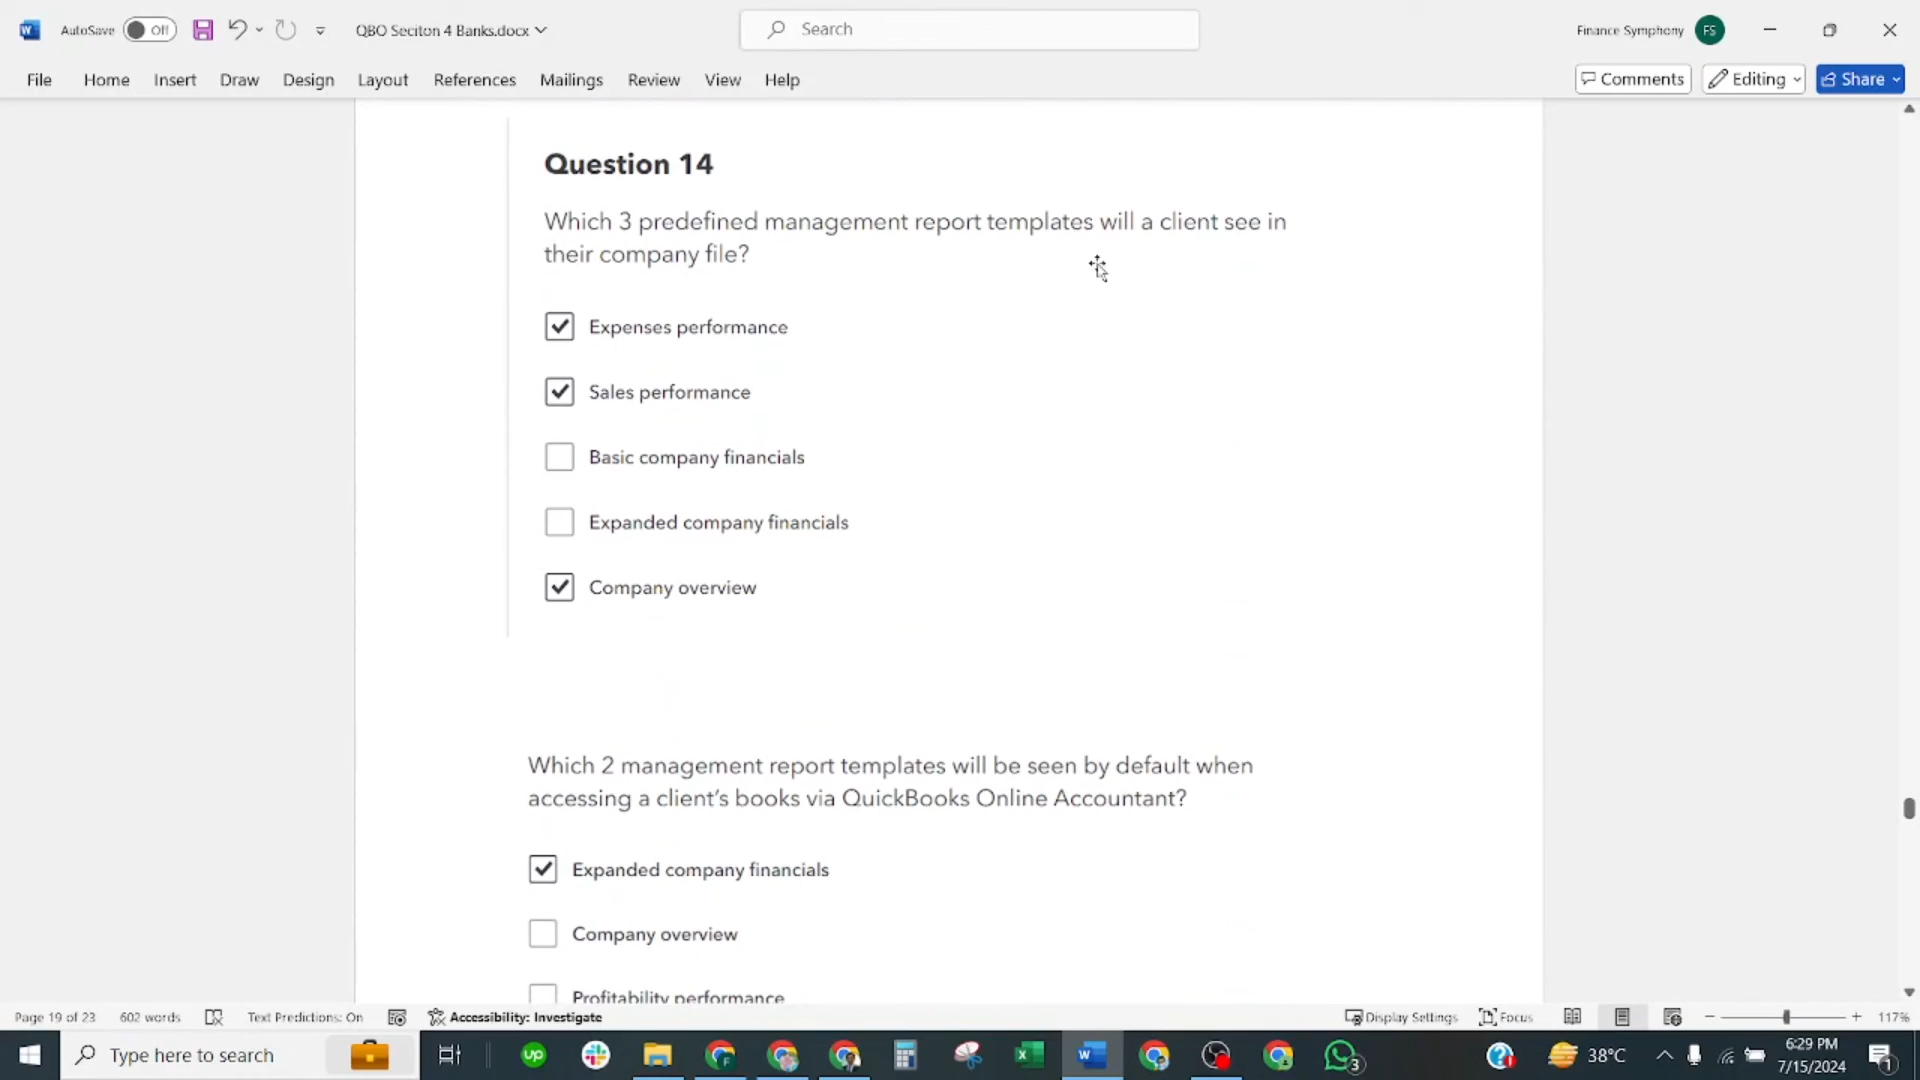 AutoSave Off QBO Seciton 4 Banks.docx Search Finance Symphony FS
File Home Insert Draw Design Layout References Mailings Review View Help Comments Editing Share
Question 14
Which 3 predefined management report templates will a client see in
their company file?
Expenses performance
Sales performance
Basic company financials
Expanded company financials
Company overview
Which 2 management report templates will be seen by default when
accessing a client's books via QuickBooks Online Accountant?
Expanded company financials
Company overview
Profitability performance
Page 19 of 23 602 words Text Predictions: On Accessibility: Investigate Display Settings Focus 117%
Type here to search up 3 38°C 6:29 PM
7/15/2024 1